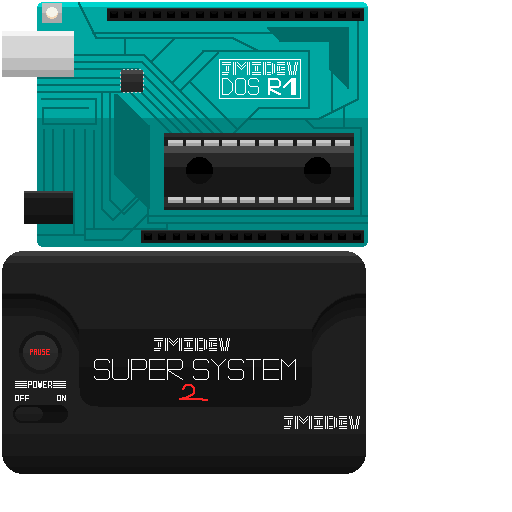 JMIDEV
DOS R1
PAUSE
JMIDEV
SUPER SYSTEM
2
POWER
OFF ON
JMIDEV